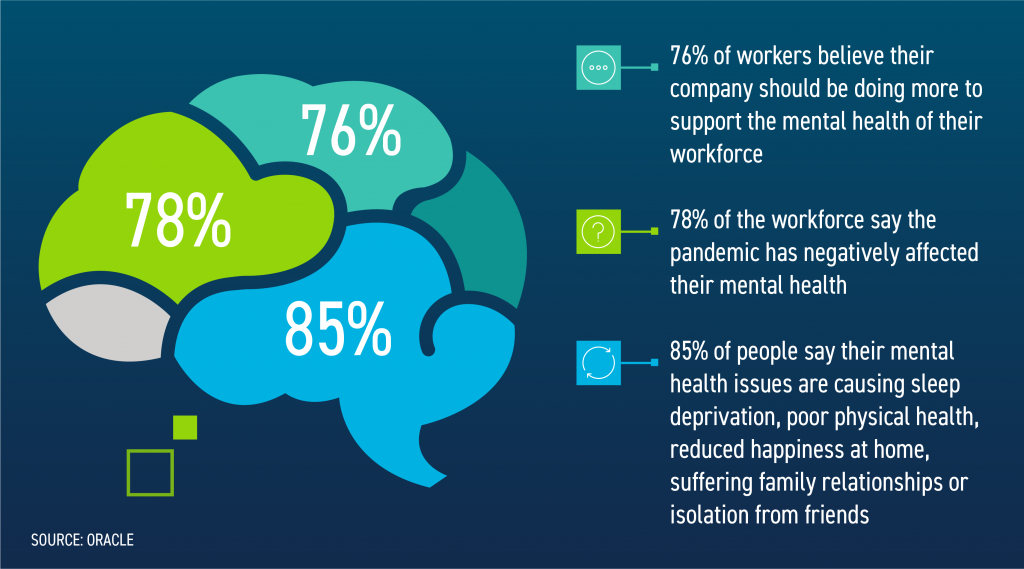 76%
78%
85%
76% of workers believe their
company should be doing more to
support the mental health of their
workforce
78% of the workforce say the
pandemic has negatively affected
their mental health
85% of people say their mental
health issues are causing sleep
deprivation, poor physical health,
reduced happiness at home,
suffering family relationships or
isolation from friends
SOURCE: ORACLE